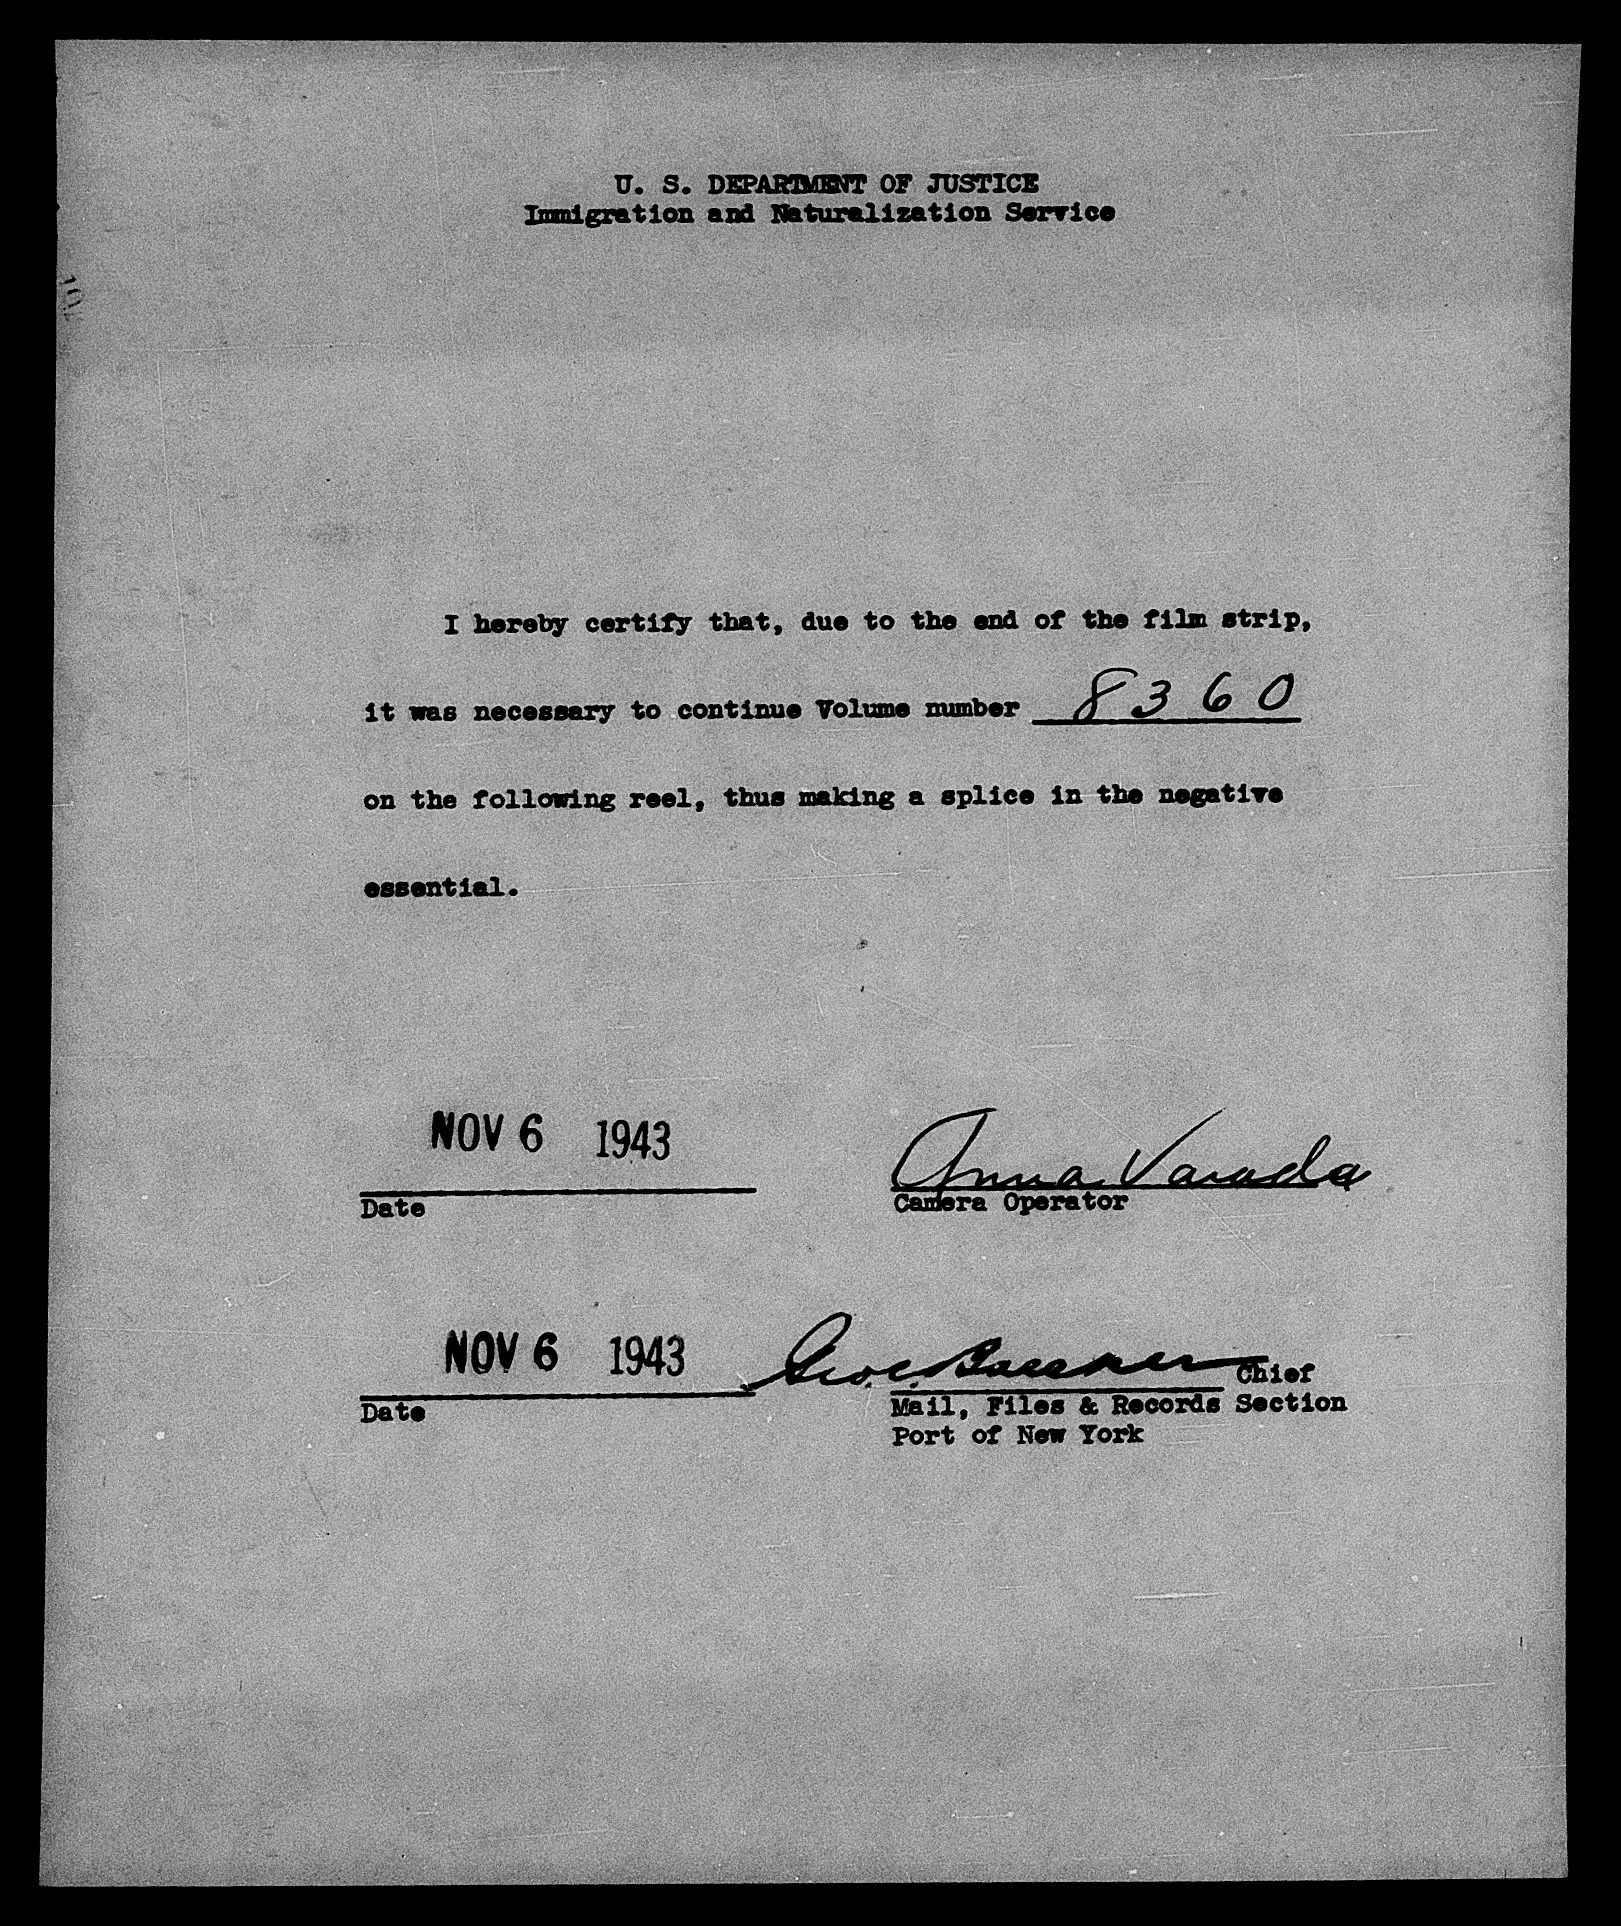 U. S. DEPARTMENT OF JUSTICE
Immigration and Naturalization Service
I hereby certify that, due to the end of the film strip,
it was necessary to continue Volume number 8360
on the following reel, thus making a splice in the negative
essential.
NOV 6 1943
Anna Varada
Date
Camera Operator
NOV 6 1943
Geo. Chief
Date
Mail, Files & Records Section
Port of New York